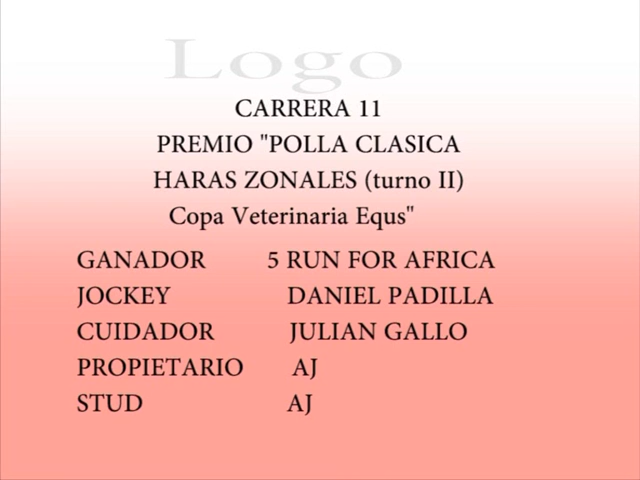 Logo
CARRERA 11
PREMIO "POLLA CLASICA
HARAS ZONALES (turno II)
Copa Veterinaria Equs"
GANADOR 5 RUN FOR AFRICA
JOCKEY DANIEL PADILLA
CUIDADOR JULIAN GALLO
PROPIETARIO AJ
STUD AJ